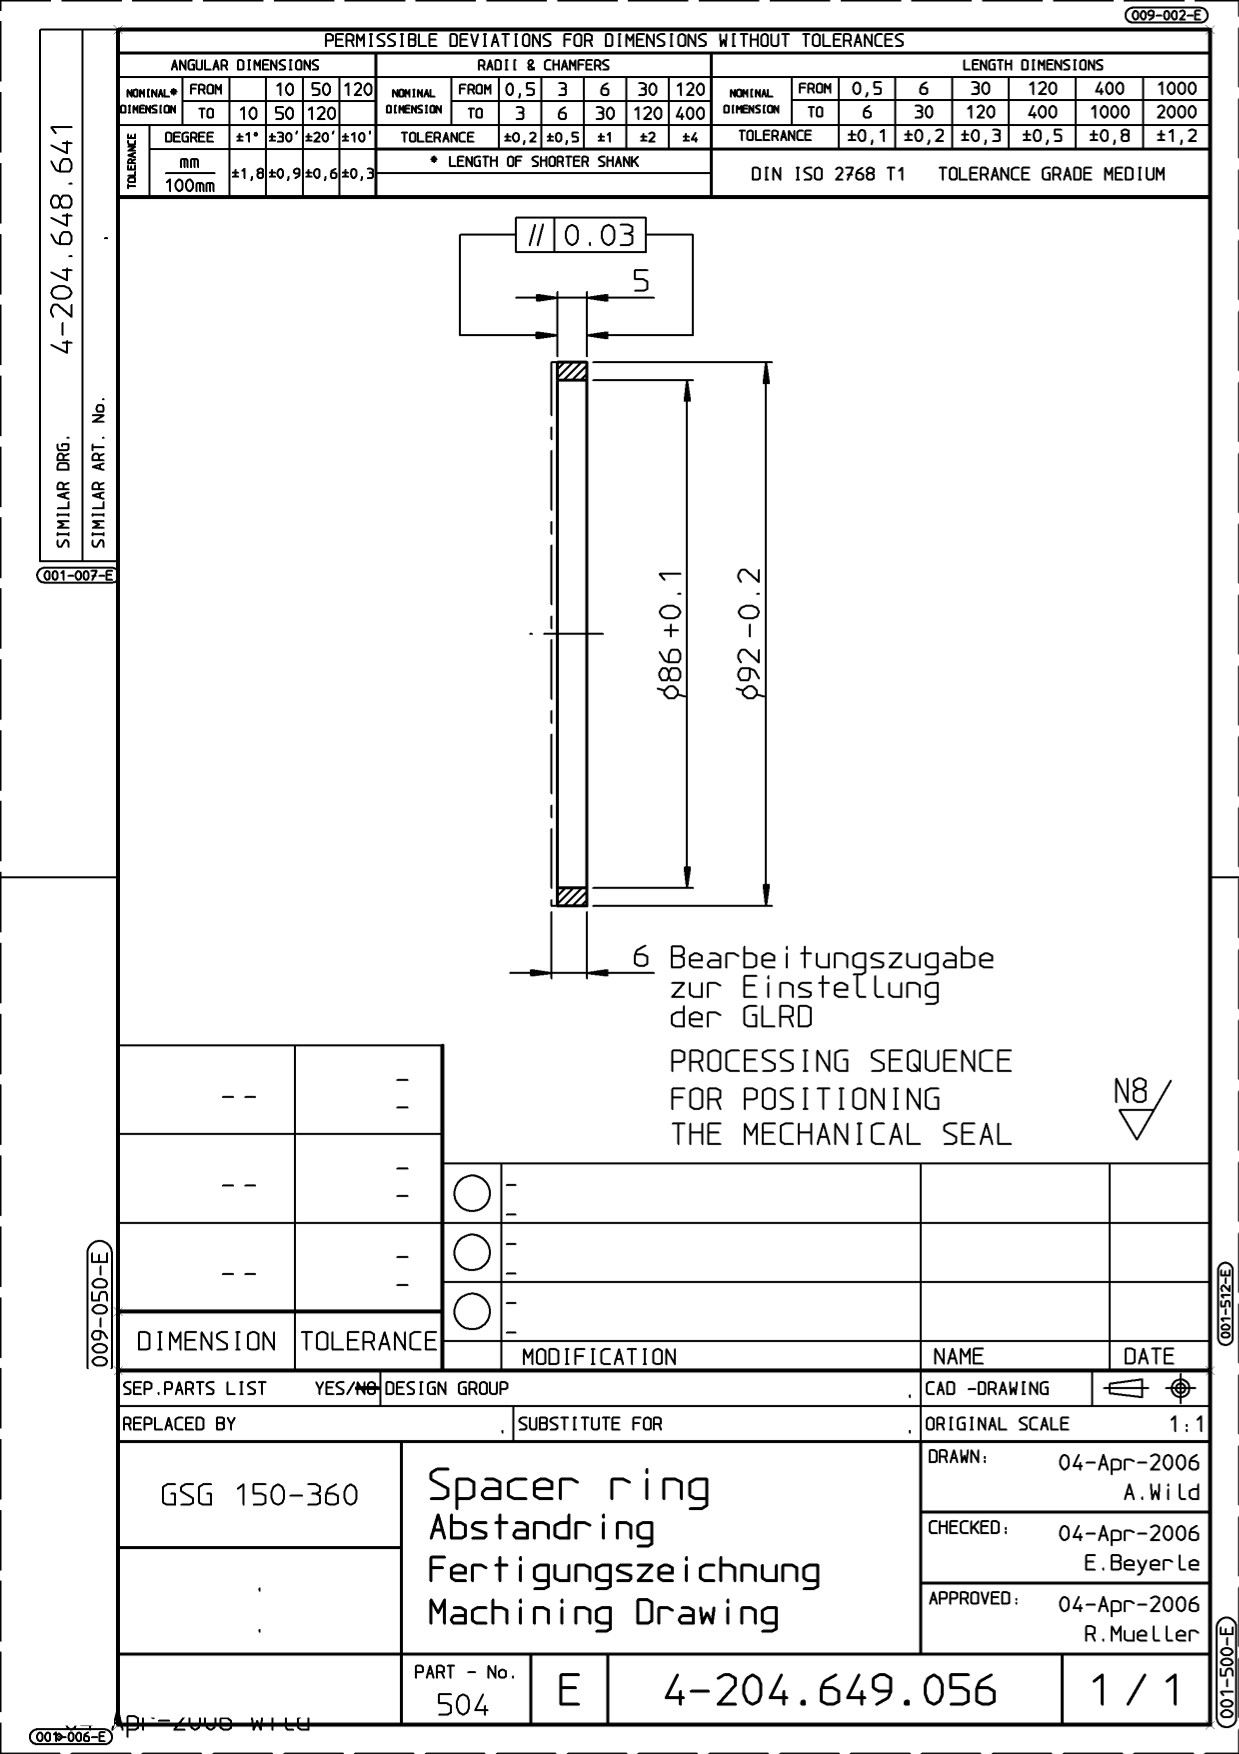 009-002-E
PERMISSIBLE DEVIATIONS FOR DIMENSIONS WITHOUT TOLERANCES
ANGULAR DIMENSIONS RADII & CHAMFERS LENGTH DIMENSIONS
NOMINAL* DIMENSION FROM 10 50 120 NOMINAL DIMENSION FROM 0,5 3 6 30 120 NOMINAL DIMENSION FROM 0,5 6 30 120 400 1000
TO 10 50 120 TO 3 6 30 120 400 TO 6 30 120 400 1000 2000
TOLERANCE DEGREE ±1° ±30' ±20' ±10' TOLERANCE ±0,2 ±0,5 ±1 ±2 ±4 TOLERANCE ±0,1 ±0,2 ±0,3 ±0,5 ±0,8 ±1,2
mm
100mm
±1,8 ±0,9 ±0,6 ±0,3
* LENGTH OF SHORTER SHANK
DIN ISO 2768 T1 TOLERANCE GRADE MEDIUM
SIMILAR DRG. 4-204.648.641
SIMILAR ART. No. .
001-007-E
// 0.03
5
ϕ86 +0.1
ϕ92 -0.2
6 Bearbeitungszugabe
zur Einstellung
der GLRD
PROCESSING SEQUENCE
FOR POSITIONING
THE MECHANICAL SEAL
N8
-- -
-
-- -
-
-- -
-
DIMENSION TOLERANCE
-
-
-
-
-
-
MODIFICATION NAME DATE
009-050-E
001-512-E
SEP.PARTS LIST YES/NO DESIGN GROUP . CAD -DRAWING
REPLACED BY . SUBSTITUTE FOR . ORIGINAL SCALE 1:1
GSG 150-360
.
.
Spacer ring
Abstandring
Fertigungszeichnung
Machining Drawing
DRAWN: 04-Apr-2006
A.Wild
CHECKED: 04-Apr-2006
E.Beyerle
APPROVED: 04-Apr-2006
R.Mueller
PART - No.
504
E
4-204.649.056
1 / 1
001-500-E
001-006-E
Apr-2006 Wild